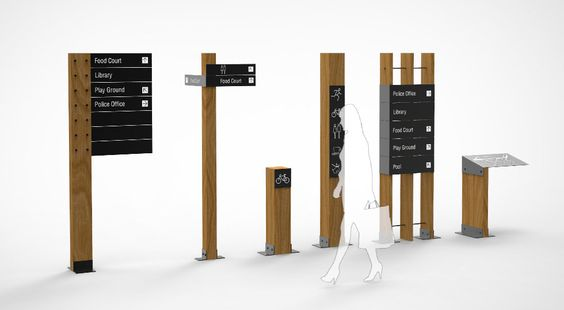 Food Court
Library
Play Ground
Police Office
Food Court
Police Office
Library
Food Court
Play Ground
Pool